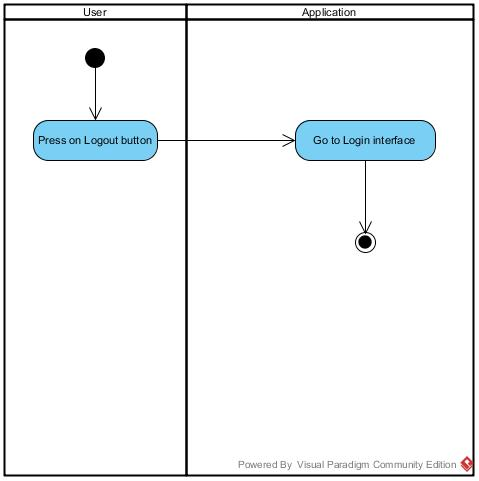 User
Application
Press on Logout button
Go to Login interface
Powered By Visual Paradigm Community Edition